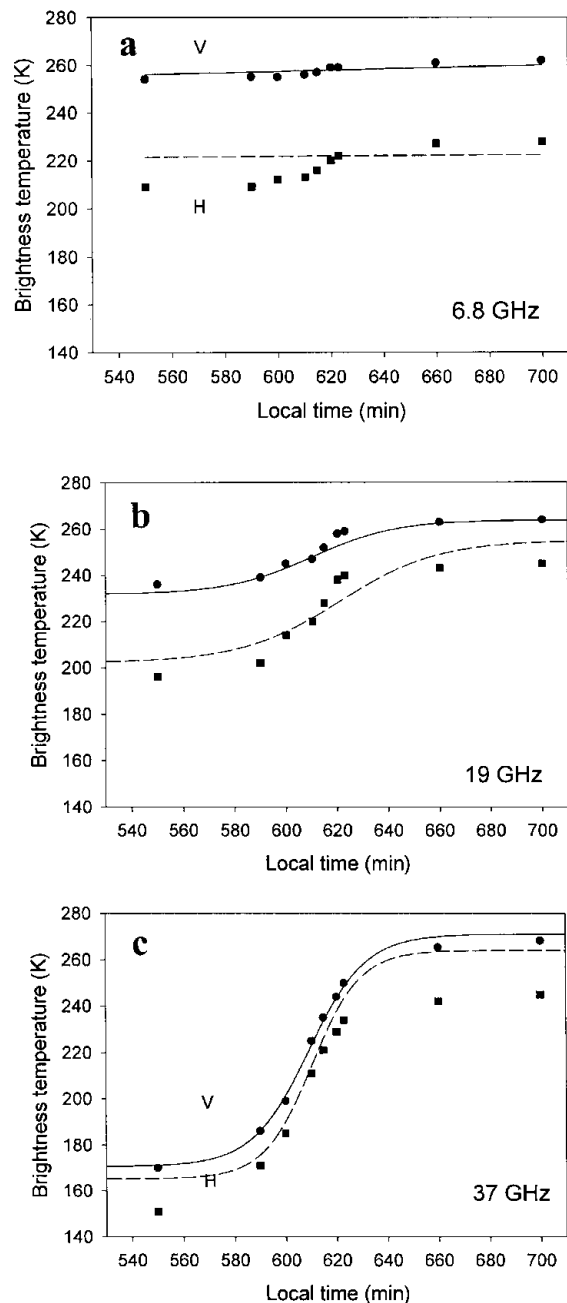 a
V
H
6.8 GHz
Brightness temperature (K)
280
260
240
220
200
180
160
140
540 560 580 600 620 640 660 680 700
Local time (min)
b
19 GHz
Brightness temperature (K)
280
260
240
220
200
180
160
140
540 560 580 600 620 640 660 680 700
Local time (min)
c
V
H
37 GHz
Brightness temperature (K)
280
260
240
220
200
180
160
140
540 560 580 600 620 640 660 680 700
Local time (min)